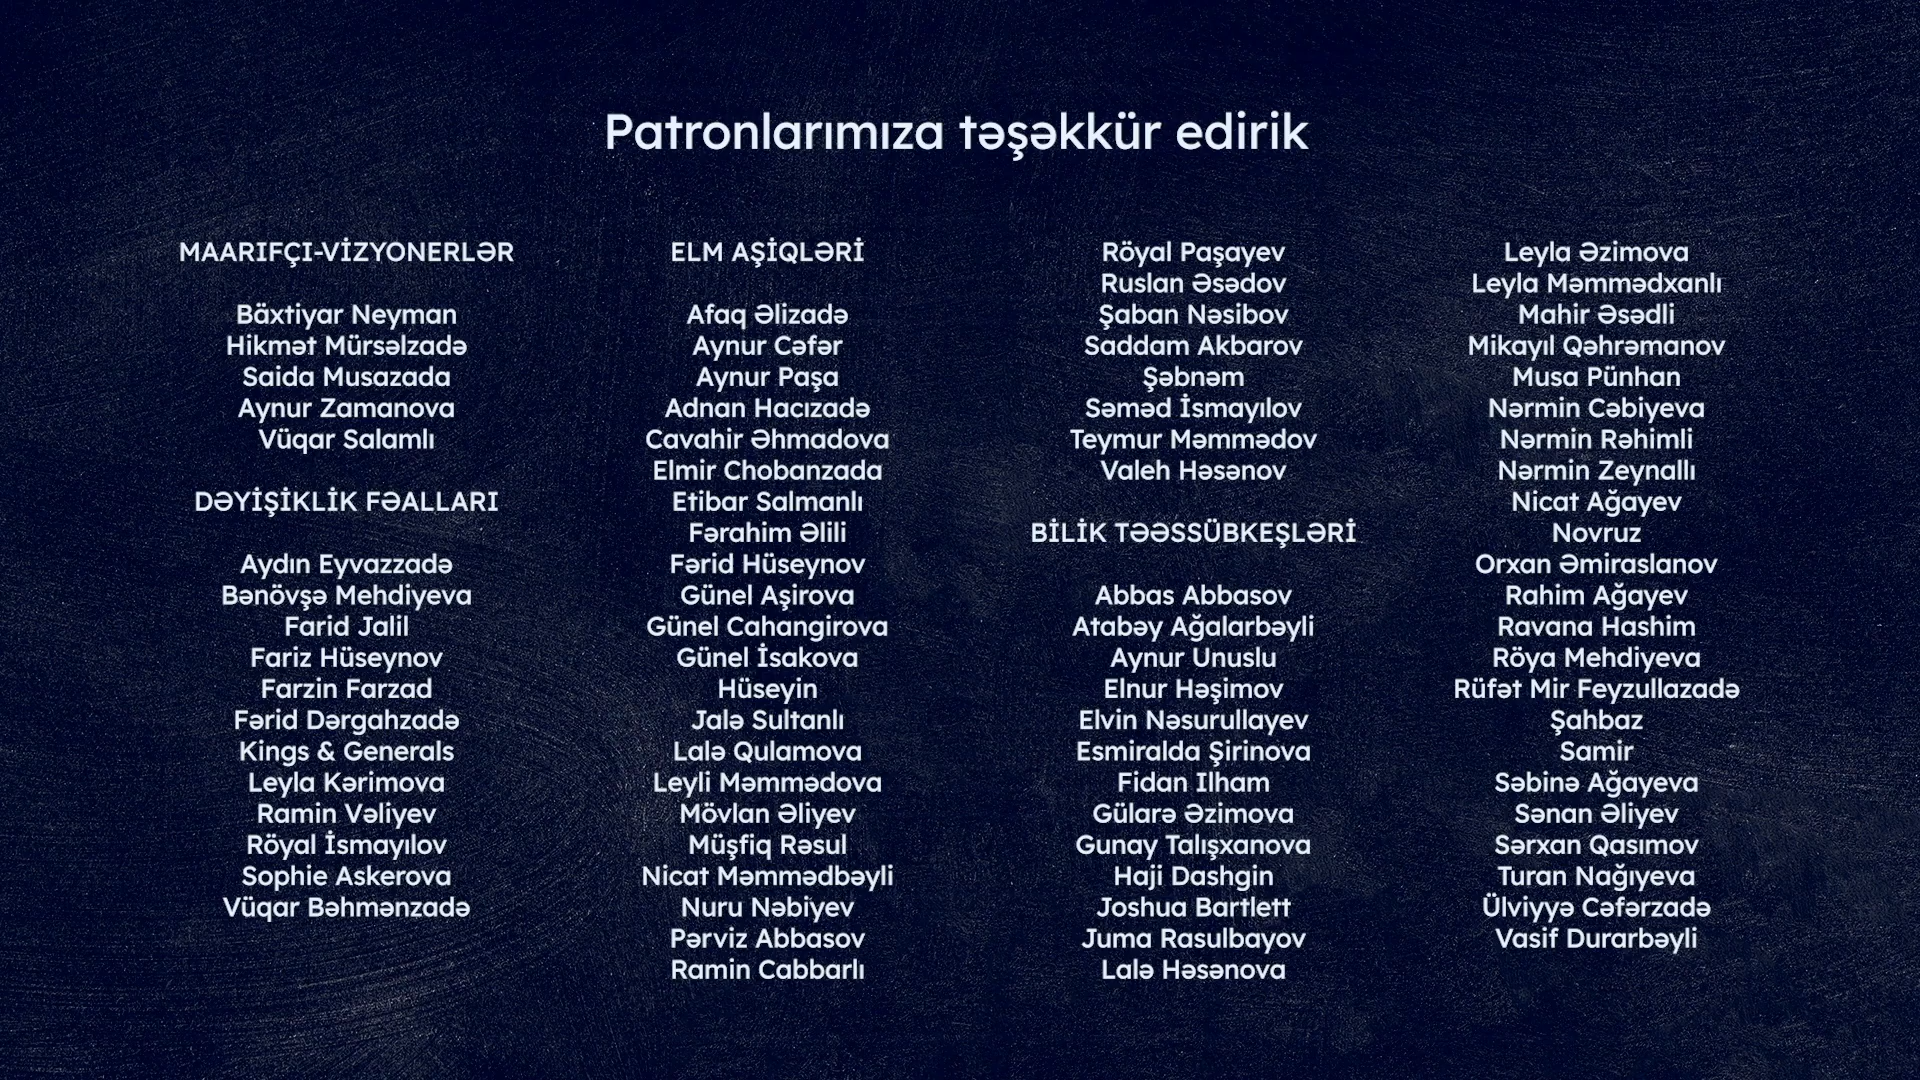 Patronlarımıza təşəkkür edirik
MAARIFÇI-VİZYONERLƏR
Bäxtiyar Neyman
Hikmət Mürsəlzadə
Saida Musazada
Aynur Zamanova
Vüqar Salamlı
DƏYİŞİKLİK FƏALLARI
Aydın Eyvazzadə
Bənövşə Mehdiyeva
Farid Jalil
Fariz Hüseynov
Farzin Farzad
Fərid Dərgahzadə
Kings & Generals
Leyla Kərimova
Ramin Vəliyev
Röyal İsmayılov
Sophie Askerova
Vüqar Bəhmənzadə
ELM AŞİQLƏRİ
Afaq Əlizadə
Aynur Cəfər
Aynur Paşa
Adnan Hacızadə
Cavahir Əhmadova
Elmir Chobanzada
Etibar Salmanlı
Fərahim Əlili
Fərid Hüseynov
Günel Aşirova
Günel Cahangirova
Günel İsakova
Hüseyin
Jalə Sultanlı
Lalə Qulamova
Leyli Məmmədova
Mövlan Əliyev
Müşfiq Rəsul
Nicat Məmmədbəyli
Nuru Nəbiyev
Pərviz Abbasov
Ramin Cabbarlı
Röyal Paşayev
Ruslan Əsədov
Şaban Nəsibov
Saddam Akbarov
Şəbnəm
Səməd İsmayılov
Teymur Məmmədov
Valeh Həsənov
BİLİK TƏƏSSÜBKEŞLƏRİ
Abbas Abbasov
Atabəy Ağalarbəyli
Aynur Unuslu
Elnur Həşimov
Elvin Nəsurullayev
Esmiralda Şirinova
Fidan Ilham
Gülarə Əzimova
Gunay Talışxanova
Haji Dashgin
Joshua Bartlett
Juma Rasulbayov
Lalə Həsənova
Leyla Əzimova
Leyla Məmmədxanlı
Mahir Əsədli
Mikayıl Qəhrəmanov
Musa Pünhan
Nərmin Cəbiyeva
Nərmin Rəhimli
Nərmin Zeynallı
Nicat Ağayev
Novruz
Orxan Əmiraslanov
Rahim Ağayev
Ravana Hashim
Röya Mehdiyeva
Rüfət Mir Feyzullazadə
Şahbaz
Samir
Səbinə Ağayeva
Sənan Əliyev
Sərxan Qasımov
Turan Nağıyeva
Ülviyyə Cəfərzadə
Vasif Durarbəyli